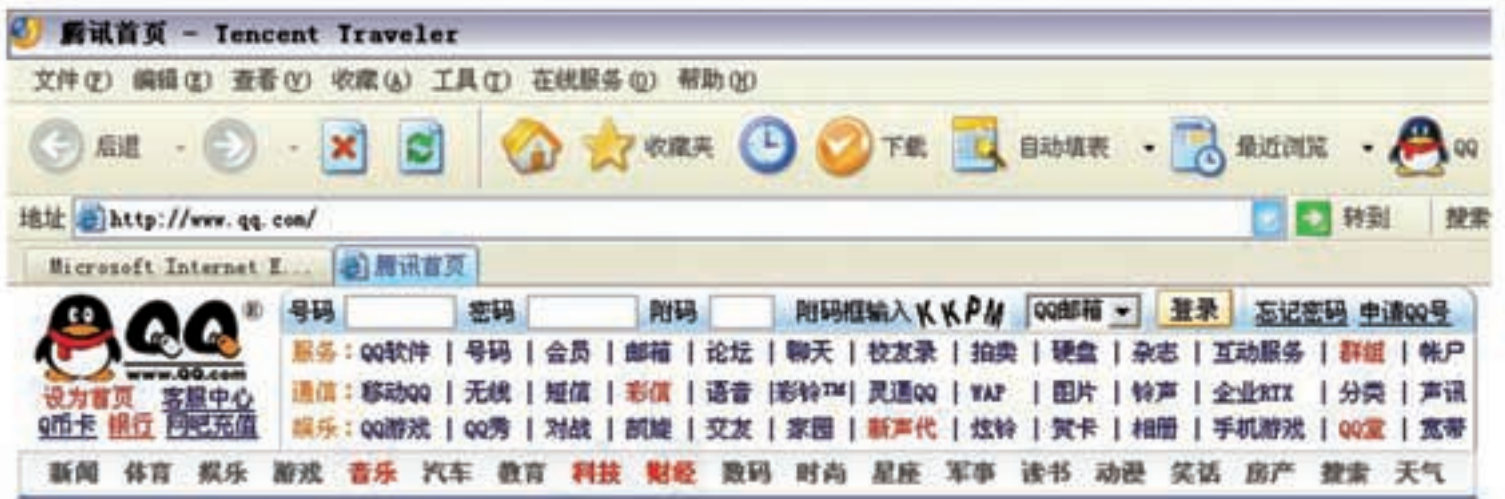 腾讯首页 - Tencent Traveler
文件(F) 编辑(E) 查看(V) 收藏(A) 工具(T) 在线服务(O) 帮助(H)
后退 收藏夹 下载 自动填表 最近浏览 QQ
地址 http://www.qq.com/ 转到 搜索
Microsoft Internet E... 腾讯首页
QQ® 号码 密码 附码 附码框输入 KKPM QQ邮箱 登录 忘记密码 申请QQ号
www.QQ.com
服务：QQ软件 | 号码 | 会员 | 邮箱 | 论坛 | 聊天 | 校友录 | 拍卖 | 硬盘 | 杂志 | 互动服务 | 群组 | 帐户
设为首页 客服中心
通信：移动QQ | 无线 | 短信 | 彩信 | 语音 |彩铃™| 灵通QQ | WAP | 图片 | 铃声 | 企业RTX | 分类 | 声讯
Q币卡 银行 网吧充值
娱乐：QQ游戏 | QQ秀 | 对战 | 凯旋 | 交友 | 家园 | 新声代 | 炫铃 | 贺卡 | 相册 | 手机游戏 | QQ堂 | 宽带
新闻 体育 娱乐 游戏 音乐 汽车 教育 科技 财经 数码 时尚 星座 军事 读书 动漫 笑话 房产 搜索 天气